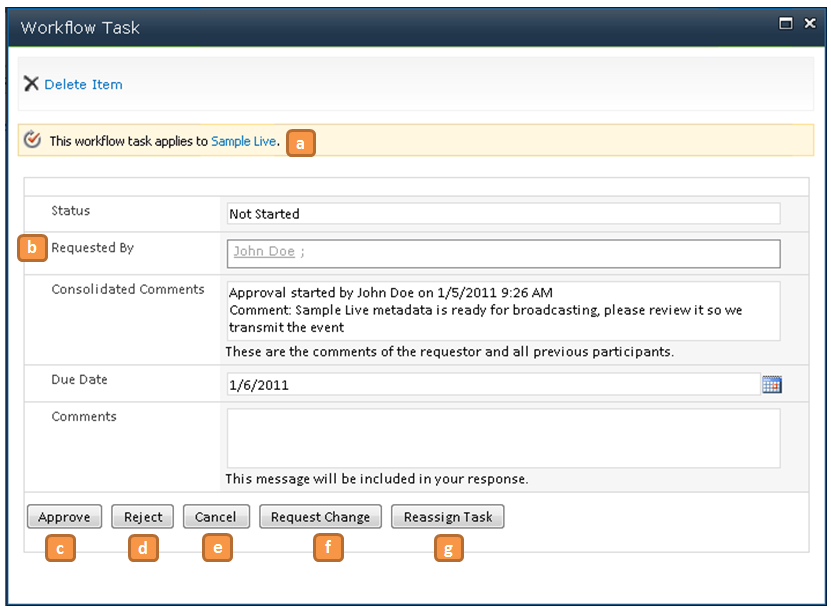 Workflow Task
Delete Item
This workflow task applies to Sample Live. a
Status Not Started
b Requested By John Doe ;
Consolidated Comments Approval started by John Doe on 1/5/2011 9:26 AM
Comment: Sample Live metadata is ready for broadcasting, please review it so we
transmit the event
These are the comments of the requestor and all previous participants.
Due Date 1/6/2011
Comments
This message will be included in your response.
Approve Reject Cancel Request Change Reassign Task
c d e f g